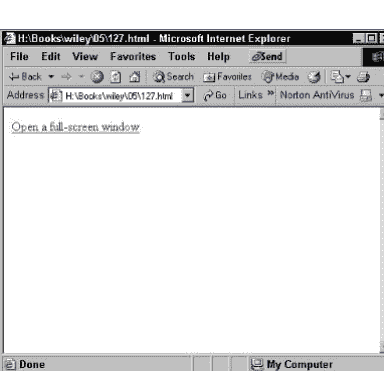 H:\Books\wiley\05\127.html - Microsoft Internet Explorer
File Edit View Favorites Tools Help Send
Back Search Favorites Media
Address H:\Books\wiley\05\127.html Go Links » Norton AntiVirus
Open a full-screen window
Done My Computer